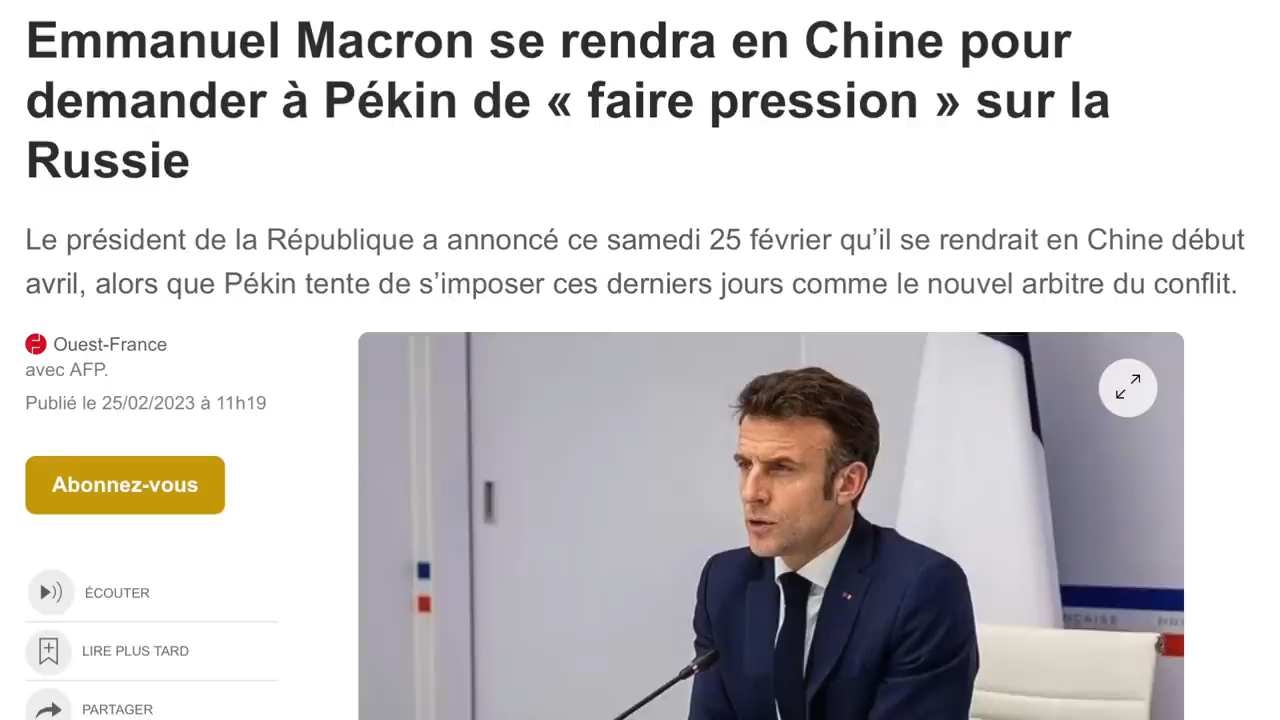 Emmanuel Macron se rendra en Chine pour
demander à Pékin de « faire pression » sur la
Russie
Le président de la République a annoncé ce samedi 25 février qu’il se rendrait en Chine début
avril, alors que Pékin tente de s’imposer ces derniers jours comme le nouvel arbitre du conflit.
Ouest-France
avec AFP.
Publié le 25/02/2023 à 11h19
Abonnez-vous
ÉCOUTER
LIRE PLUS TARD
PARTAGER